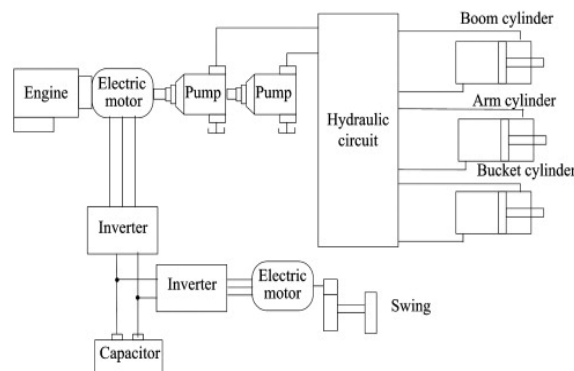 Boom cylinder
Engine
Electric
motor
Pump
Pump
Hydraulic
circuit
Arm cylinder
Bucket cylinder
Inverter
Inverter
Electric
motor
Swing
Capacitor